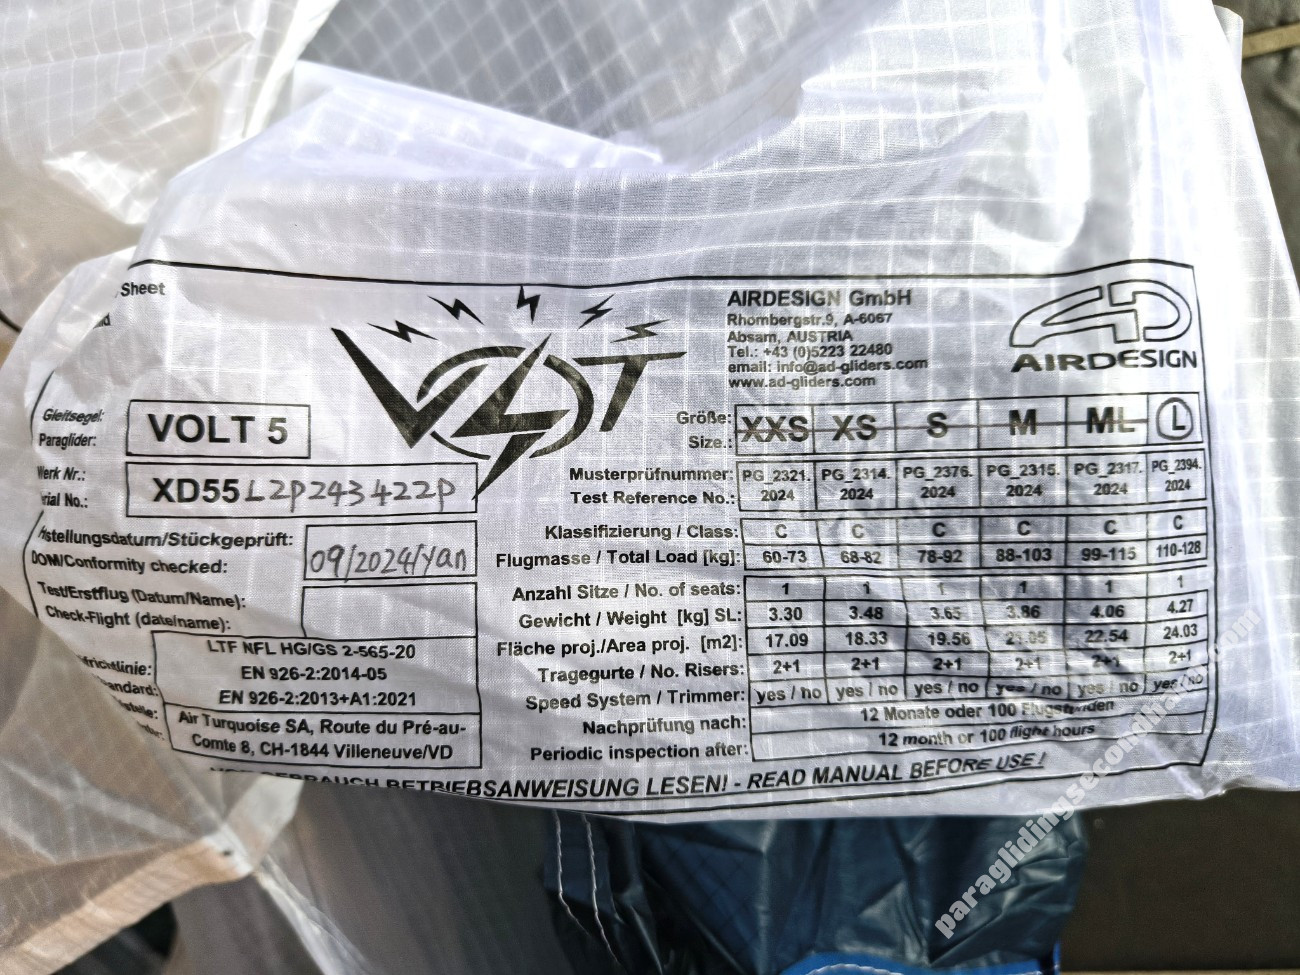 Sheet
VOLT
AIRDESIGN GmbH
Rhombergstr.9, A-6067
Absam, AUSTRIA
Tel.: +43 (0)5223 22480
email: info@ad-gliders.com
www.ad-gliders.com
AIRDESIGN
Gleitsegel:
Paraglider:
VOLT 5
Werk Nr.:
rial No.:
XD55L2P243422P
stellungsdatum/Stückgeprüft:
DOM/Conformity checked:
09/2024/yan
Test/Erstflug (Datum/Name):
Check-Flight (date/name):
LTF NFL HG/GS 2-565-20
EN 926-2:2014-05
EN 926-2:2013+A1:2021
Air Turquoise SA, Route du Pré-au-
Comte 8, CH-1844 Villeneuve/VD
Größe:
Size.:
XXS XS S M ML L
Musterprüfnummer:
Test Reference No.:
PG_2321. PG_2314. PG_2376. PG_2315. PG_2317. PG_2394.
2024 2024 2024 2024 2024 2024
Klassifizierung / Class: C C C C C C
Flugmasse / Total Load [kg]: 60-73 68-82 78-92 88-103 99-115 110-128
Anzahl Sitze / No. of seats: 1 1 1 1 1 1
Gewicht / Weight [kg] SL: 3.30 3.48 3.65 3.86 4.06 4.27
Fläche proj./Area proj. [m2]: 17.09 18.33 19.56 22.54 24.03
Tragegurte / No. Risers: 2+1 2+1 2+1 2+1 2+1 2+1
Speed System / Trimmer: yes / no yes / no yes / no yes / no yes / no yes / no
Nachprüfung nach: 12 Monate oder 100 Flugstunden
Periodic inspection after: 12 month or 100 flight hours
BETRIEBSANWEISUNG LESEN! - READ MANUAL BEFORE USE!